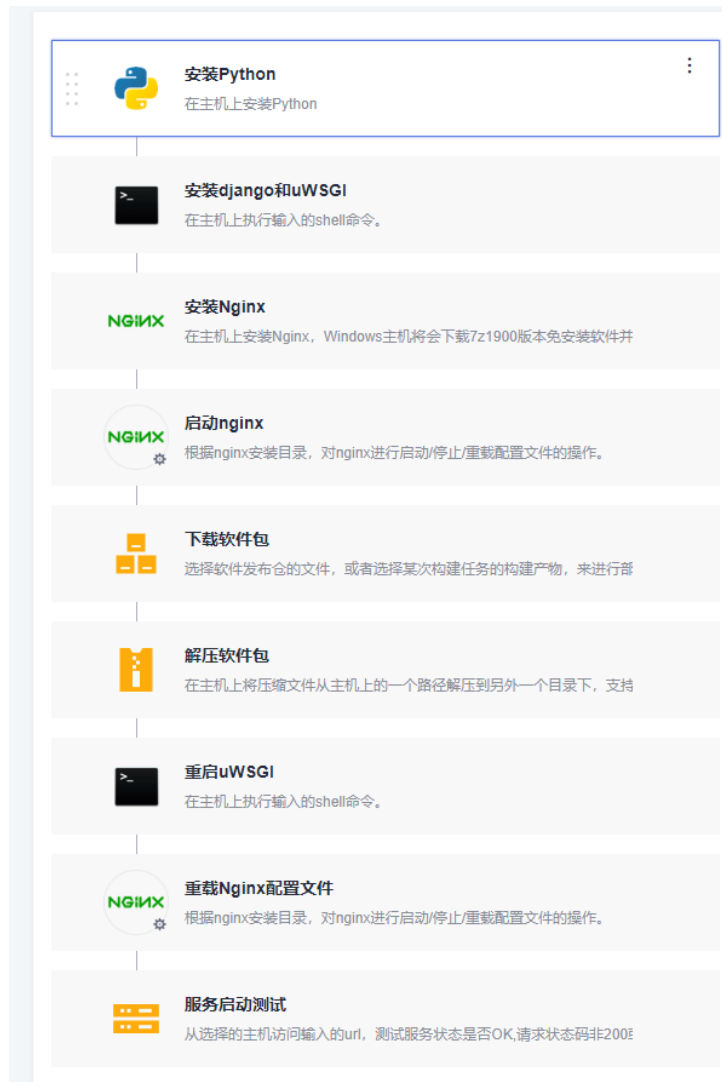 安装Python
在主机上安装Python
>_
安装django和uWSGI
在主机上执行输入的shell命令。
NGINX
安装Nginx
在主机上安装Nginx，Windows主机将会下载7z1900版本免安装软件并
NGINX
启动nginx
根据nginx安装目录，对nginx进行启动/停止/重载配置文件的操作。
下载软件包
选择软件发布仓的文件，或者选择某次构建任务的构建产物，来进行部
解压软件包
在主机上将压缩文件从主机上的一个路径解压到另外一个目录下，支持
>_
重启uWSGI
在主机上执行输入的shell命令。
NGINX
重载Nginx配置文件
根据nginx安装目录，对nginx进行启动/停止/重载配置文件的操作。
服务启动测试
从选择的主机访问输入的url，测试服务状态是否OK,请求状态码非200